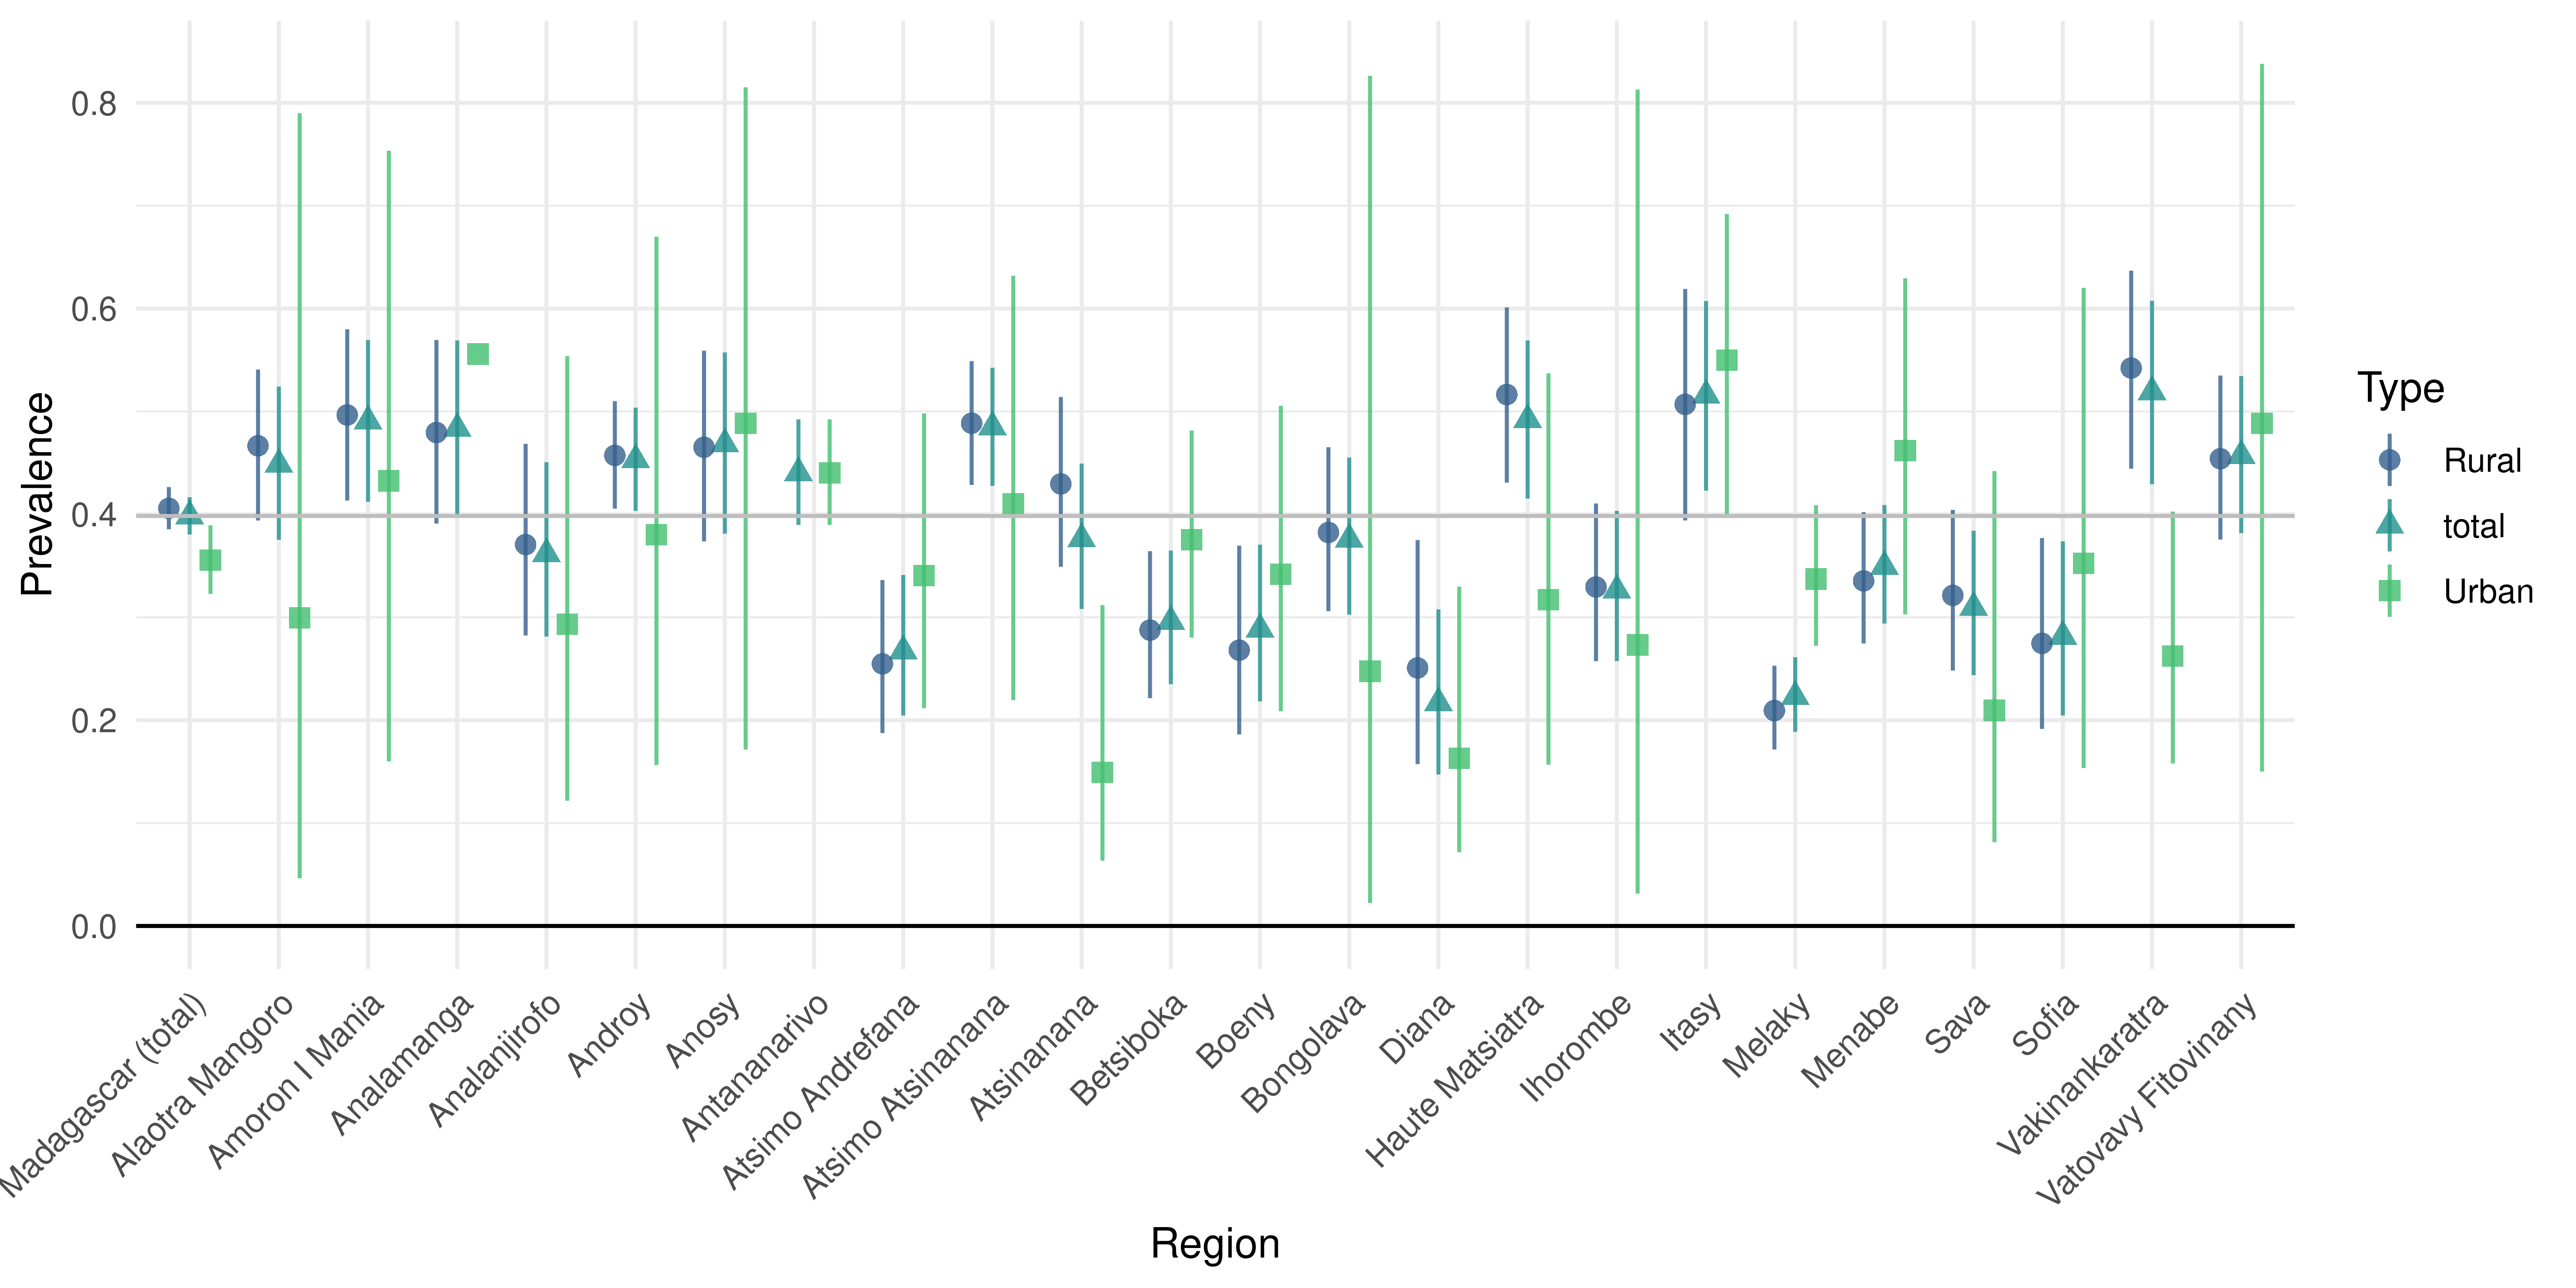 Prevalence
0.8
0.6
0.4
0.2
0.0
Madagascar (total)
Alaotra Mangoro
Amoron I Mania
Analamanga
Analanjirofo
Androy
Anosy
Antananarivo
Atsimo Andrefana
Atsimo Atsinanana
Atsinanana
Betsiboka
Boeny
Bongolava
Diana
Haute Matsiatra
Ihorombe
Itasy
Melaky
Menabe
Sava
Sofia
Vakinankaratra
Vatovavy Fitovinany
Region
Type
Rural
total
Urban